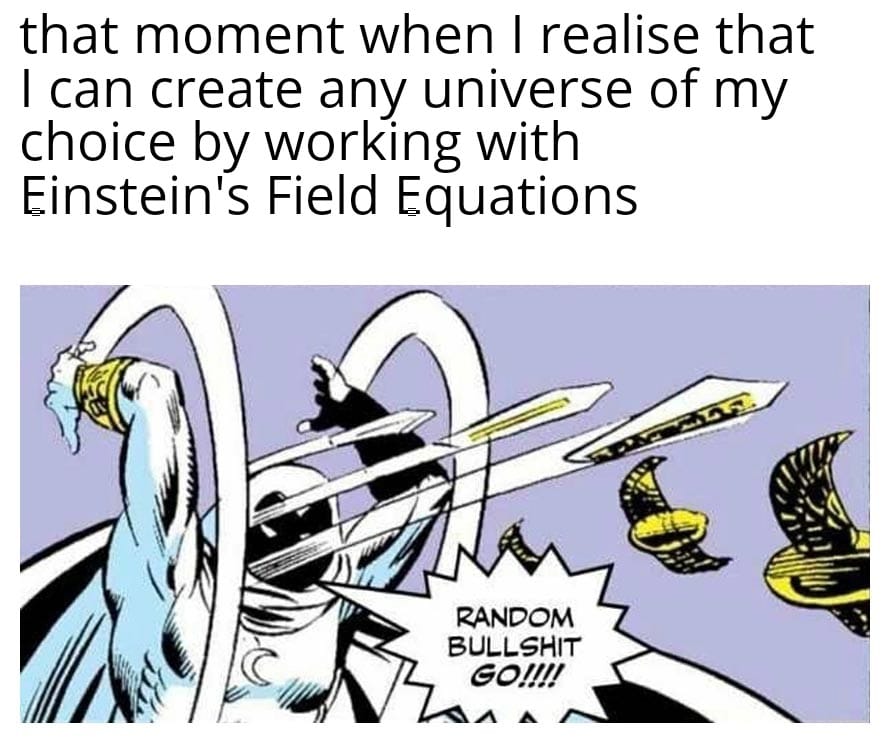 that moment when I realise that
I can create any universe of my
choice by working with
Einstein's Field Equations
RANDOM
BULLSHIT
GO!!!!